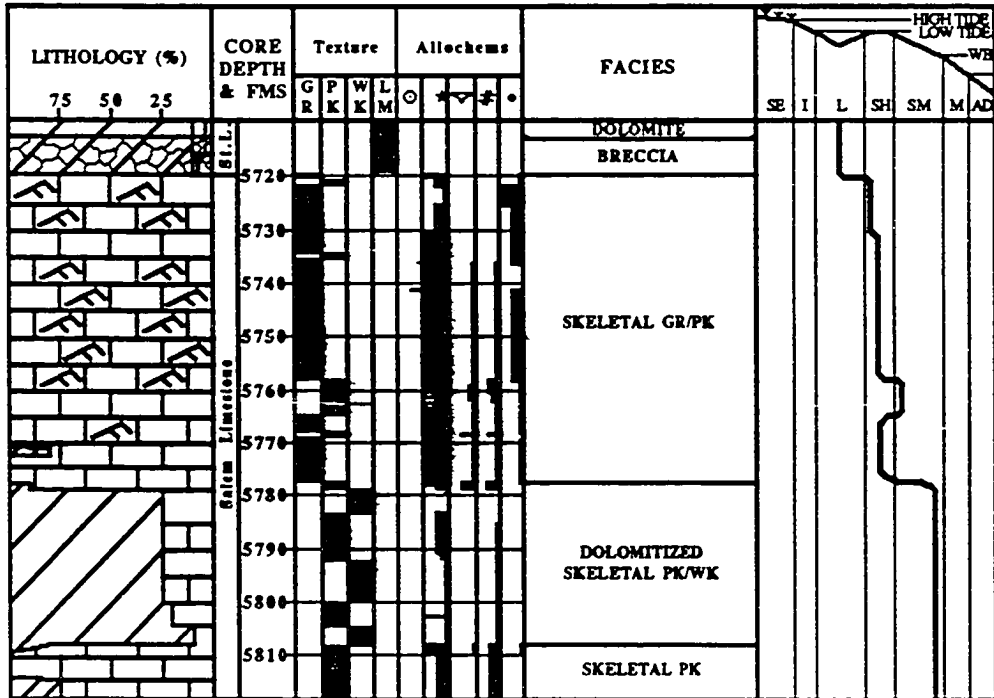 LITHOLOGY (%)
75 50 25
CORE
DEPTH
& FMS
Texture
GR PK WK LM
Allochems
FACIES
HIGH TIDE
LOW TIDE
WB
SE I L SH SM M AD
St.L.
Salem Limestone
DOLOMITE
BRECCIA
5720
5730
5740
SKELETAL GR/PK
5750
5760
5770
5780
5790
DOLOMITIZED
SKELETAL PK/WK
5800
5810
SKELETAL PK